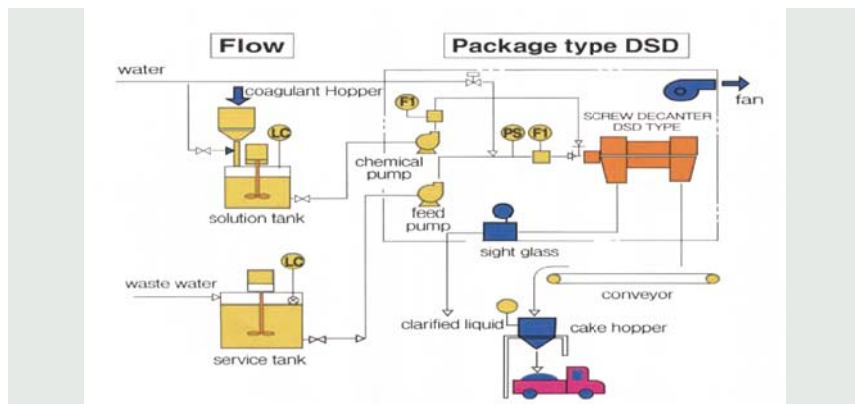 Flow
Package type DSD
water
coagulant Hopper
fan
F1
SCREW DECANTER
DSD TYPE
LC
PS
F1
chemical
pump
solution tank
feed
pump
sight glass
LC
waste water
conveyor
clarified liquid
cake hopper
service tank